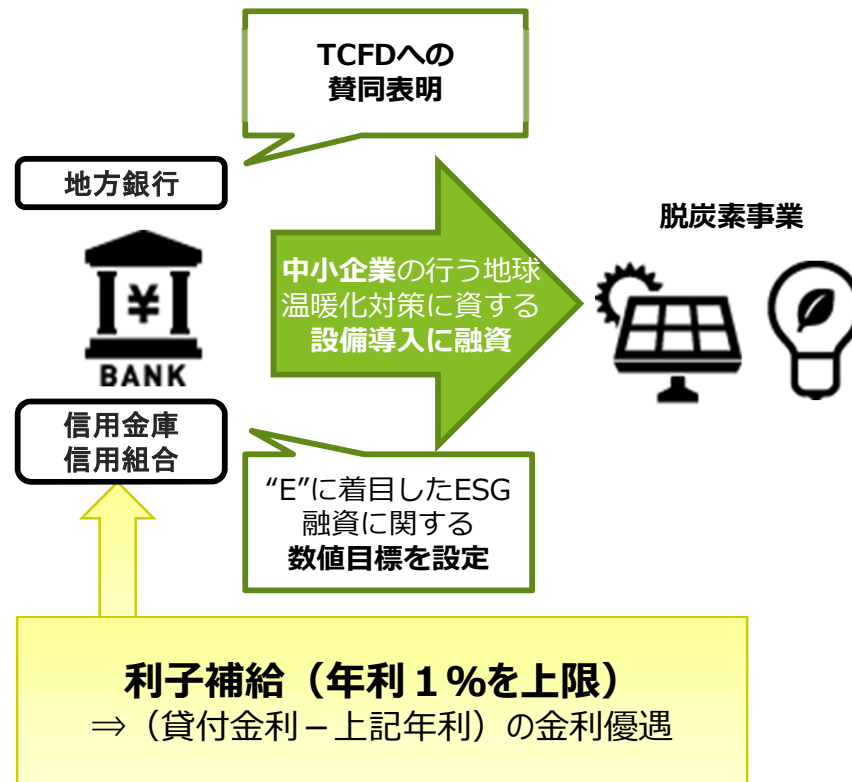 TCFDへの
賛同表明
地方銀行
¥
BANK
中小企業の行う地球
温暖化対策に資する
設備導入に融資
脱炭素事業
信用金庫
信用組合
“E”に着目したESG
融資に関する
数値目標を設定
利子補給（年利１%を上限）
⇒（貸付金利－上記年利）の金利優遇